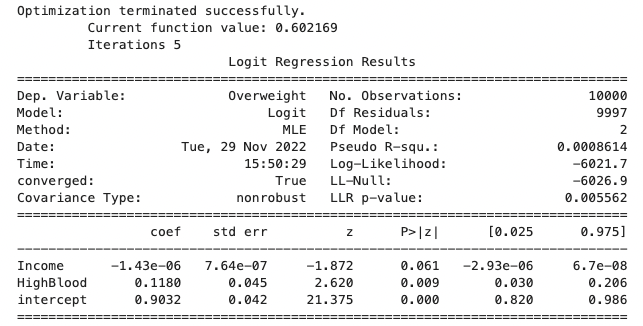 Optimization terminated successfully.
         Current function value: 0.602169
         Iterations 5
                           Logit Regression Results
==============================================================================
Dep. Variable:             Overweight   No. Observations:                10000
Model:                          Logit   Df Residuals:                     9997
Method:                           MLE   Df Model:                            2
Date:                Tue, 29 Nov 2022   Pseudo R-squ.:               0.0008614
Time:                        15:50:29   Log-Likelihood:                -6021.7
converged:                       True   LL-Null:                       -6026.9
Covariance Type:            nonrobust   LLR p-value:                  0.005562
==============================================================================
                 coef    std err          z      P>|z|      [0.025      0.975]
------------------------------------------------------------------------------
Income      -1.43e-06   7.64e-07     -1.872      0.061   -2.93e-06     6.7e-08
HighBlood      0.1180      0.045      2.620      0.009       0.030       0.206
intercept      0.9032      0.042     21.375      0.000       0.820       0.986
==============================================================================